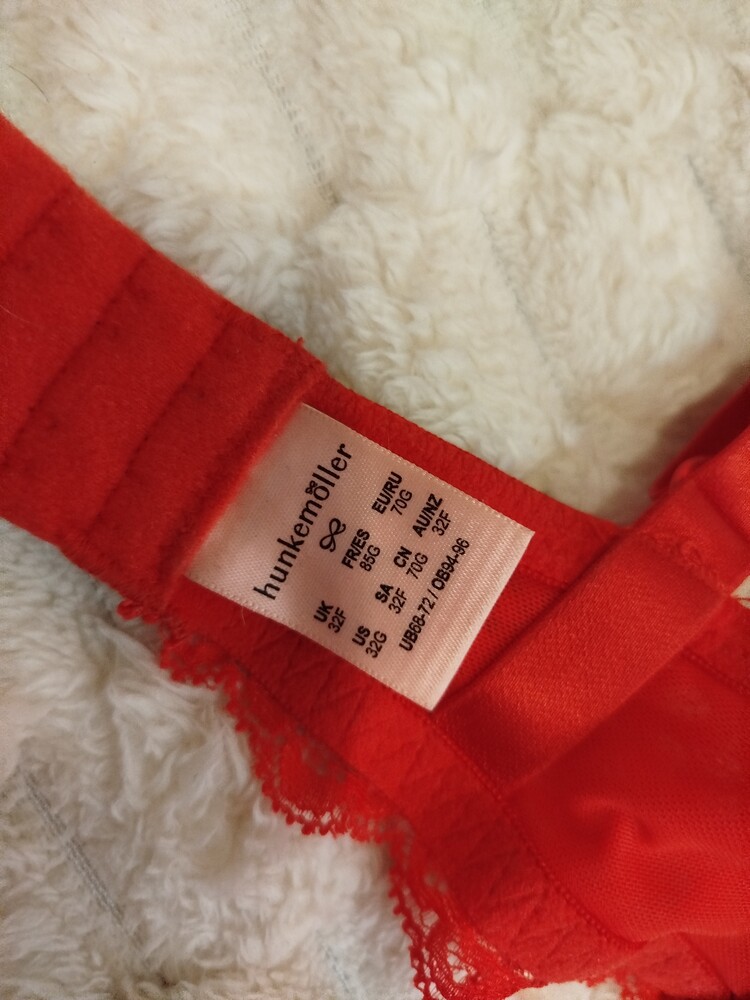 hunkemöller
UK FR/ES EU/RU
32F 85G 70G
US SA CN AU/NZ
32G 32F 70G 32F
UB68-72 / OB94-96